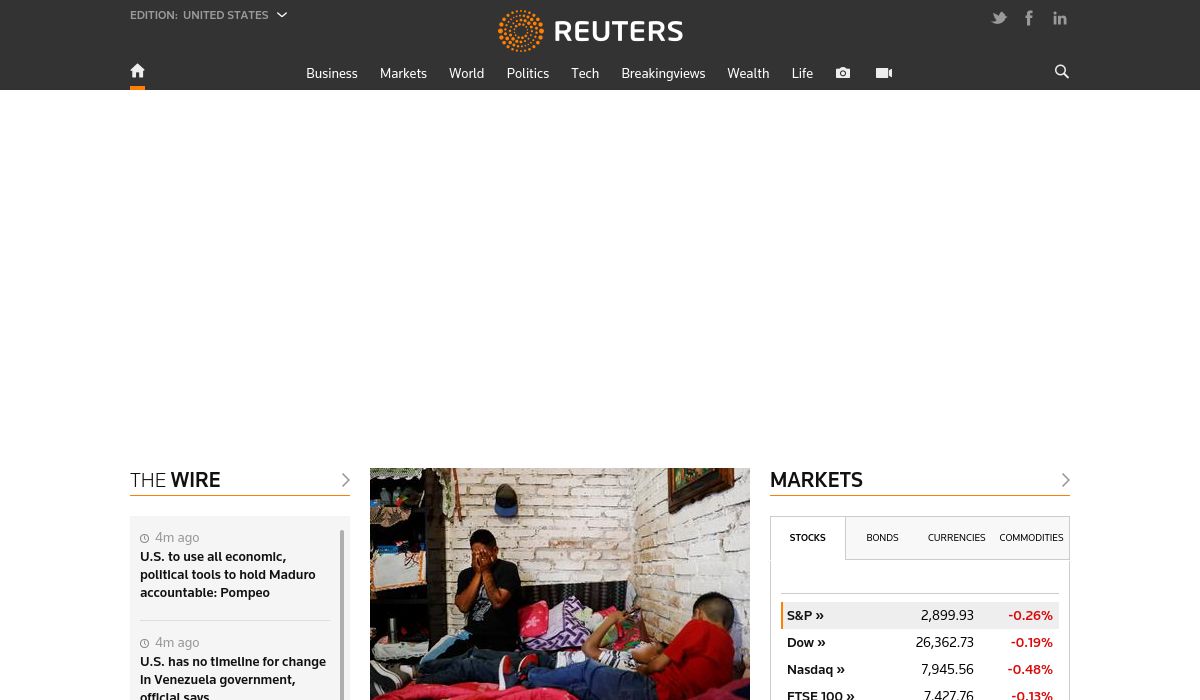 EDITION: UNITED STATES
REUTERS
Business Markets World Politics Tech Breakingviews Wealth Life
THE WIRE
4m ago
U.S. to use all economic,
political tools to hold Maduro
accountable: Pompeo
4m ago
U.S. has no timeline for change
in Venezuela government,
official says
MARKETS
STOCKS BONDS CURRENCIES COMMODITIES
S&P » 2,899.93 -0.26%
Dow » 26,362.73 -0.19%
Nasdaq » 7,945.56 -0.48%
FTSE 100 » 7,427.76 -0.13%